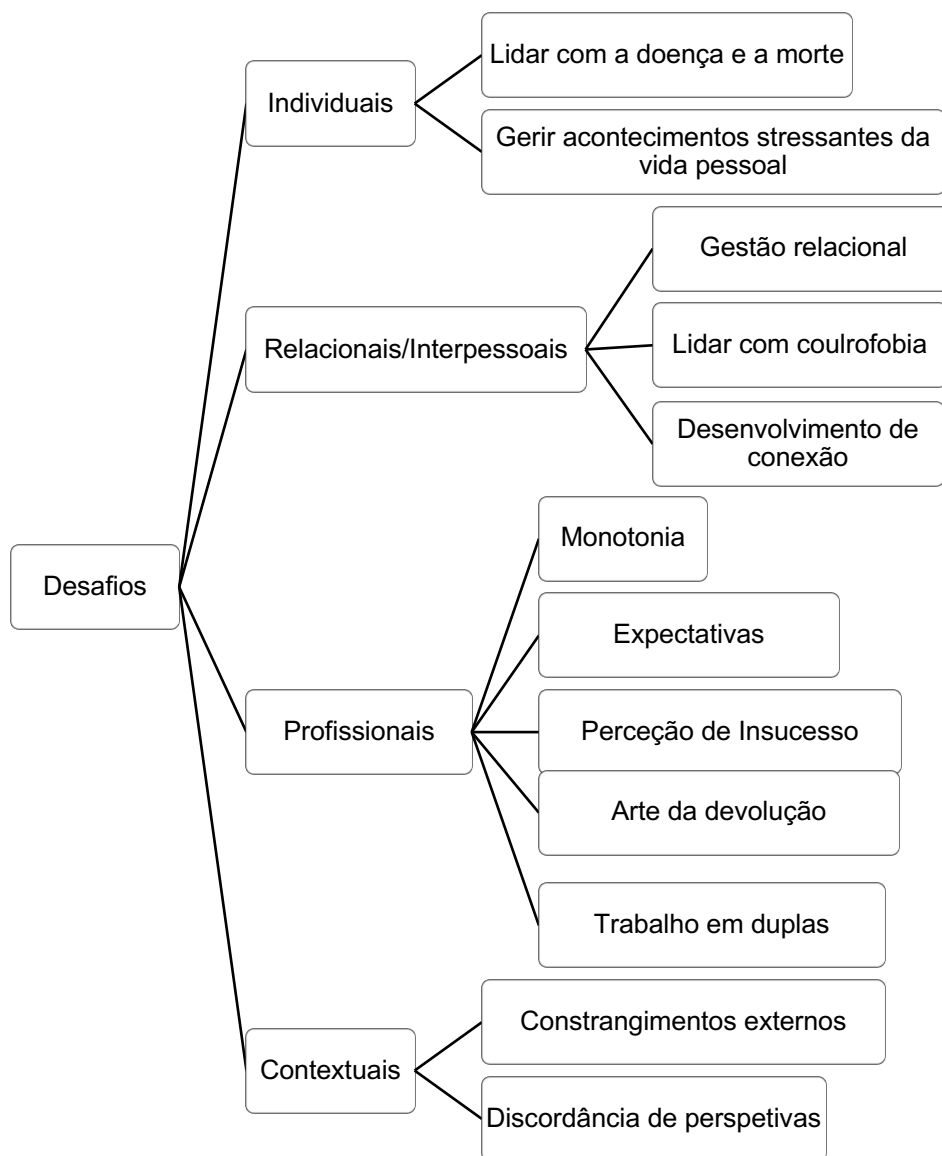 Desafios
Individuais
Lidar com a doença e a morte
Gerir acontecimentos stressantes da
vida pessoal
Relacionais/Interpessoais
Gestão relacional
Lidar com coulrofobia
Desenvolvimento de
conexão
Profissionais
Monotonia
Expectativas
Perceção de Insucesso
Arte da devolução
Trabalho em duplas
Contextuais
Constrangimentos externos
Discordância de perspetivas